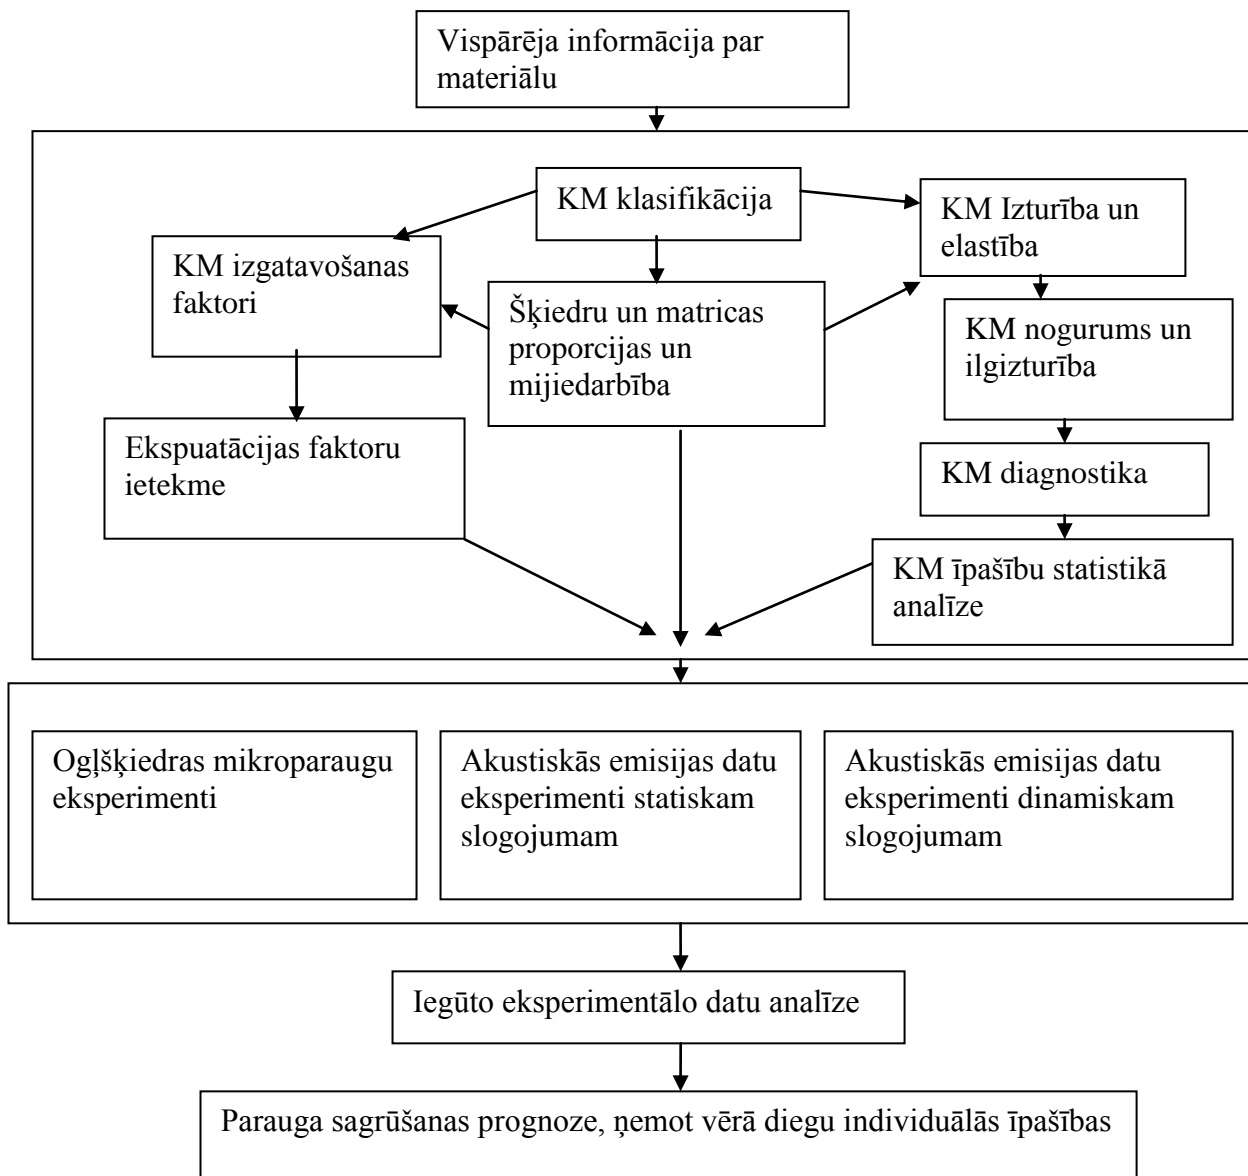 Vispārēja informācija par
materiālu
KM klasifikācija
KM Izturība un
elastība
KM izgatavošanas
faktori
Šķiedru un matricas
proporcijas un
mijiedarbība
KM nogurums un
ilgizturība
Ekspuatācijas faktoru
ietekme
KM diagnostika
KM īpašību statistikā
analīze
Ogļšķiedras mikroparaugu
eksperimenti
Akustiskās emisijas datu
eksperimenti statiskam
slogojumam
Akustiskās emisijas datu
eksperimenti dinamiskam
slogojumam
Iegūto eksperimentālo datu analīze
Parauga sagrūšanas prognoze, ņemot vērā diegu individuālās īpašības